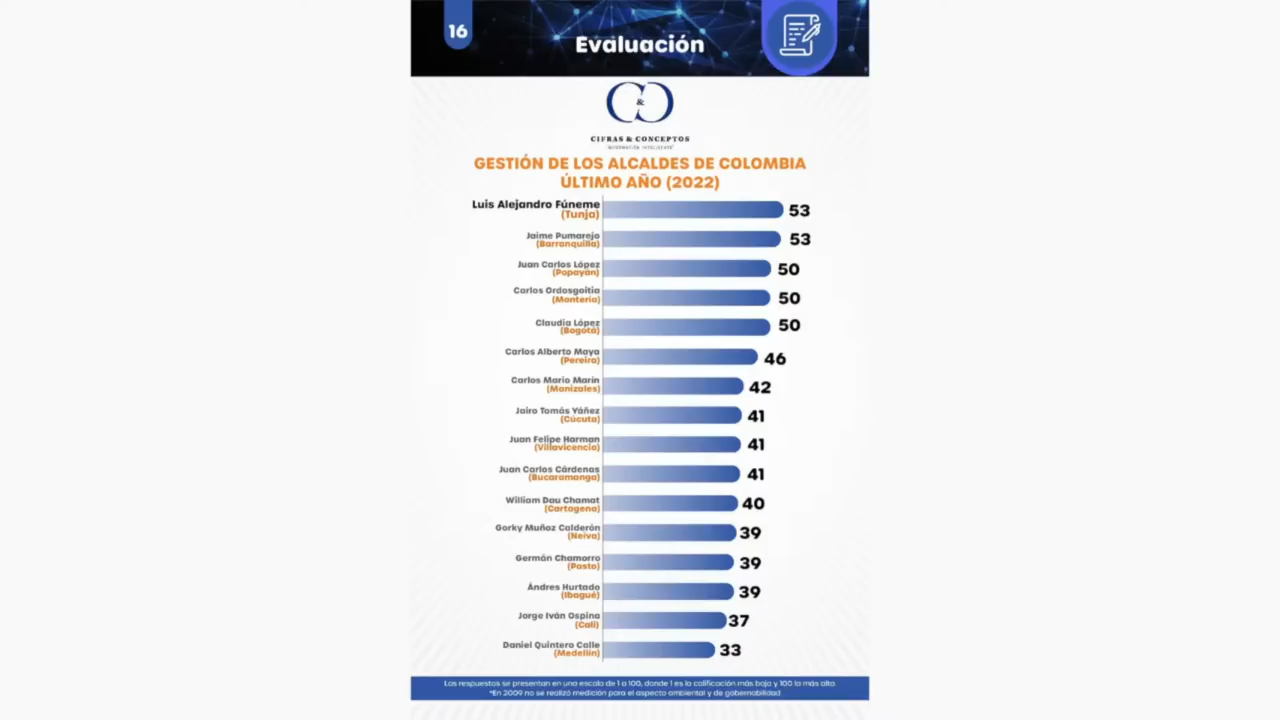 16
Evaluación
C&C
CIFRAS & CONCEPTOS
INFORMACIÓN INTELIGENTE
GESTIÓN DE LOS ALCALDES DE COLOMBIA
ÚLTIMO AÑO (2022)
Luis Alejandro Fúneme
(Tunja)
53
Jaime Pumarejo
(Barranquilla)
53
Juan Carlos López
(Popayán)
50
Carlos Ordosgoitia
(Montería)
50
Claudia López
(Bogotá)
50
Carlos Alberto Maya
(Pereira)
46
Carlos Mario Marín
(Manizales)
42
Jairo Tomás Yáñez
(Cúcuta)
41
Juan Felipe Harman
(Villavicencio)
41
Juan Carlos Cárdenas
(Bucaramanga)
41
William Dau Chamat
(Cartagena)
40
Gorky Muñoz Calderón
(Neiva)
39
Germán Chamorro
(Pasto)
39
Ándres Hurtado
(Ibagué)
39
Jorge Iván Ospina
(Cali)
37
Daniel Quintero Calle
(Medellín)
33
Las respuestas se presentan en una escala de 1 a 100, donde 1 es la calificación más baja y 100 la más alta.
*En 2009 no se realizó medición para el aspecto ambiental y de gobernabilidad